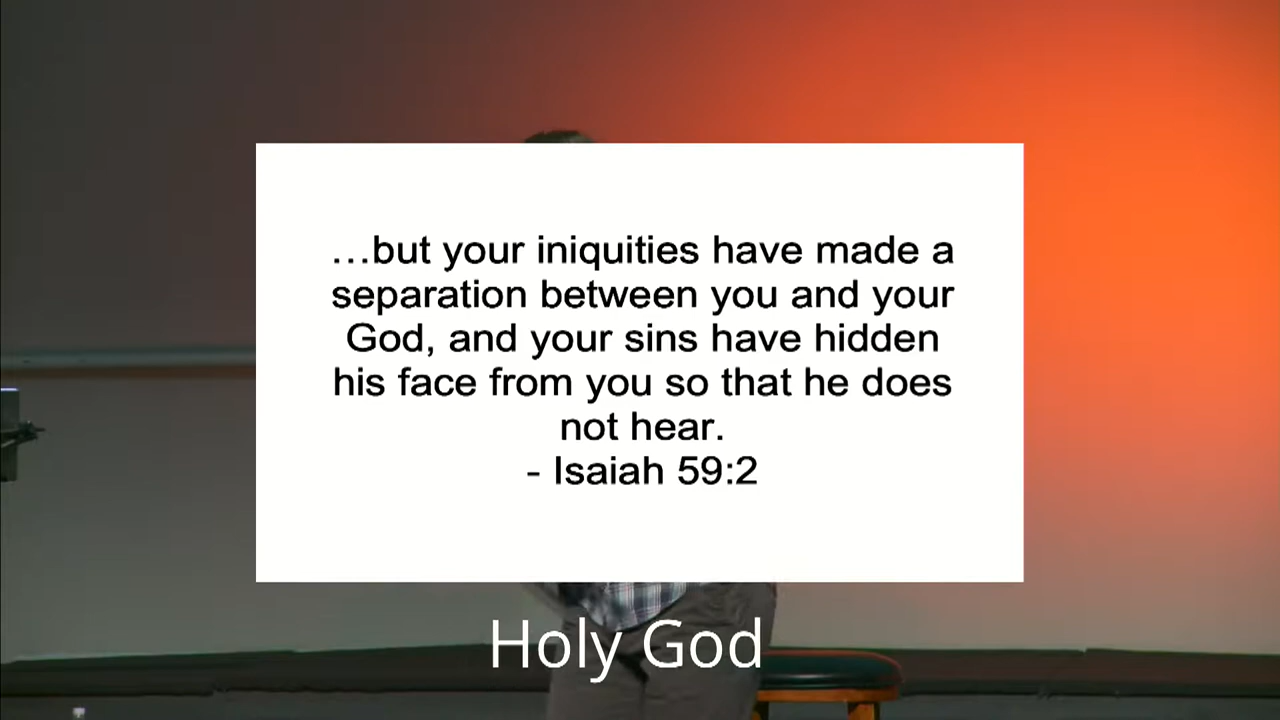 …but your iniquities have made a
separation between you and your
God, and your sins have hidden
his face from you so that he does
not hear.
- Isaiah 59:2
Holy God